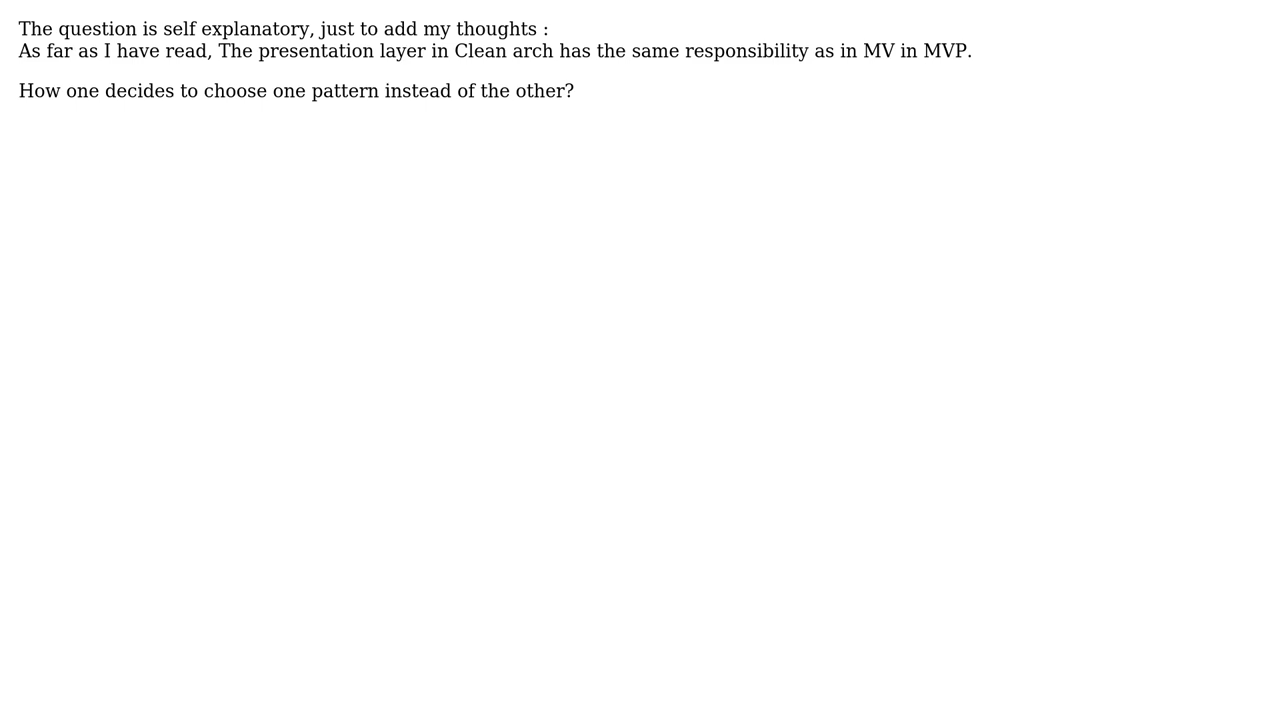 The question is self explanatory, just to add my thoughts :
As far as I have read, The presentation layer in Clean arch has the same responsibility as in MV in MVP.
How one decides to choose one pattern instead of the other?